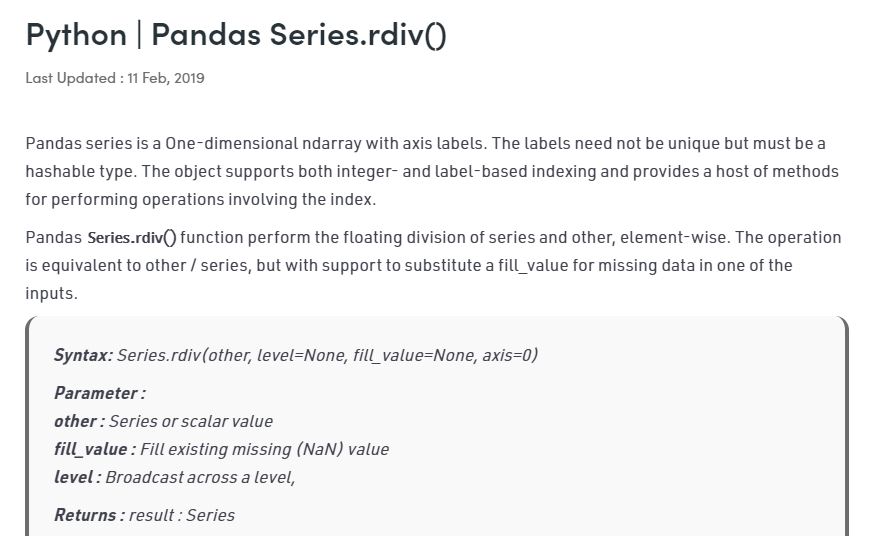 Python | Pandas Series.rdiv()
Last Updated : 11 Feb, 2019
Pandas series is a One-dimensional ndarray with axis labels. The labels need not be unique but must be a
hashable type. The object supports both integer- and label-based indexing and provides a host of methods
for performing operations involving the index.
Pandas Series.rdiv() function perform the floating division of series and other, element-wise. The operation
is equivalent to other / series, but with support to substitute a fill_value for missing data in one of the
inputs.
Syntax: Series.rdiv(other, level=None, fill_value=None, axis=0)
Parameter :
other : Series or scalar value
fill_value : Fill existing missing (NaN) value
level : Broadcast across a level,
Returns : result : Series